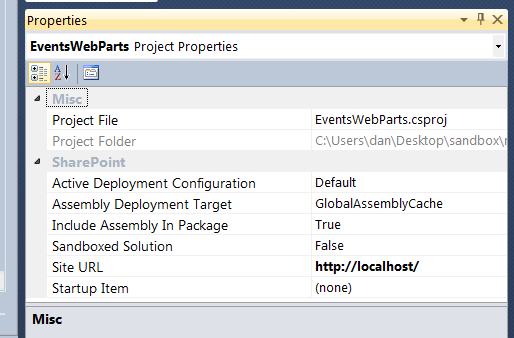 Properties
EventsWebParts Project Properties
Misc
Project File EventsWebParts.csproj
Project Folder C:\Users\dan\Desktop\sandbox\
SharePoint
Active Deployment Configuration Default
Assembly Deployment Target GlobalAssemblyCache
Include Assembly In Package True
Sandboxed Solution False
Site URL http://localhost/
Startup Item (none)
Misc